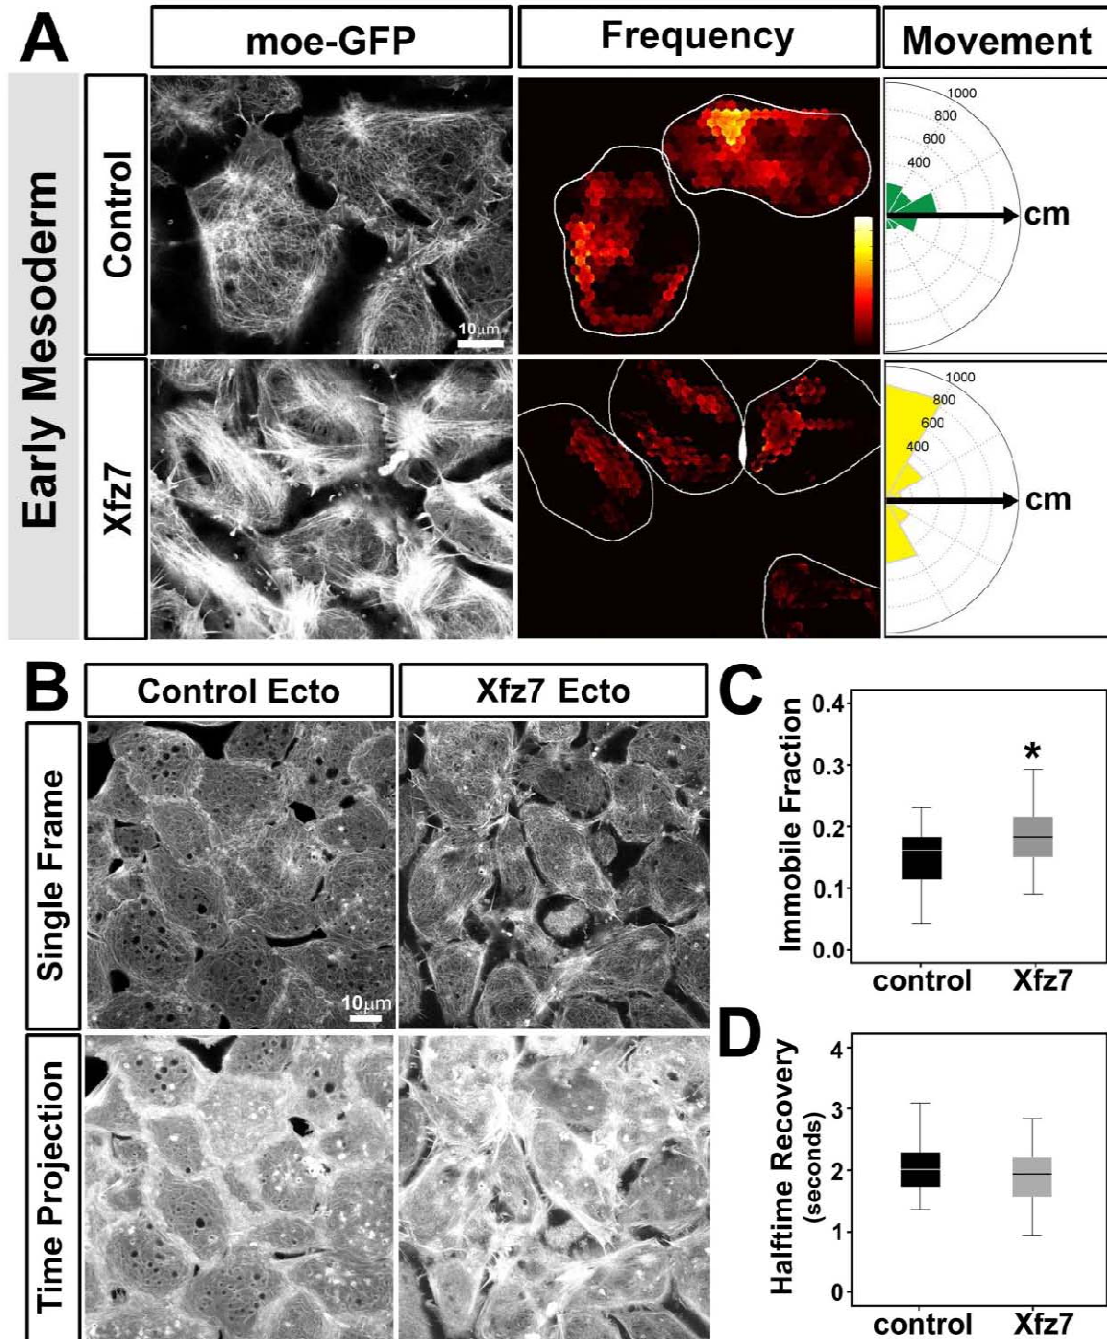 A
moe-GFP
Frequency
Movement
Early Mesoderm
Control
10μm
1000
800
600
400
cm
Xfz7
1000
800
600
400
cm
B
Control Ecto
Xfz7 Ecto
Single Frame
10μm
Time Projection
C
Immobile Fraction
0.4
0.3
0.2
0.1
0.0
*
control
Xfz7
D
Halftime Recovery
(seconds)
4
3
2
1
0
control
Xfz7